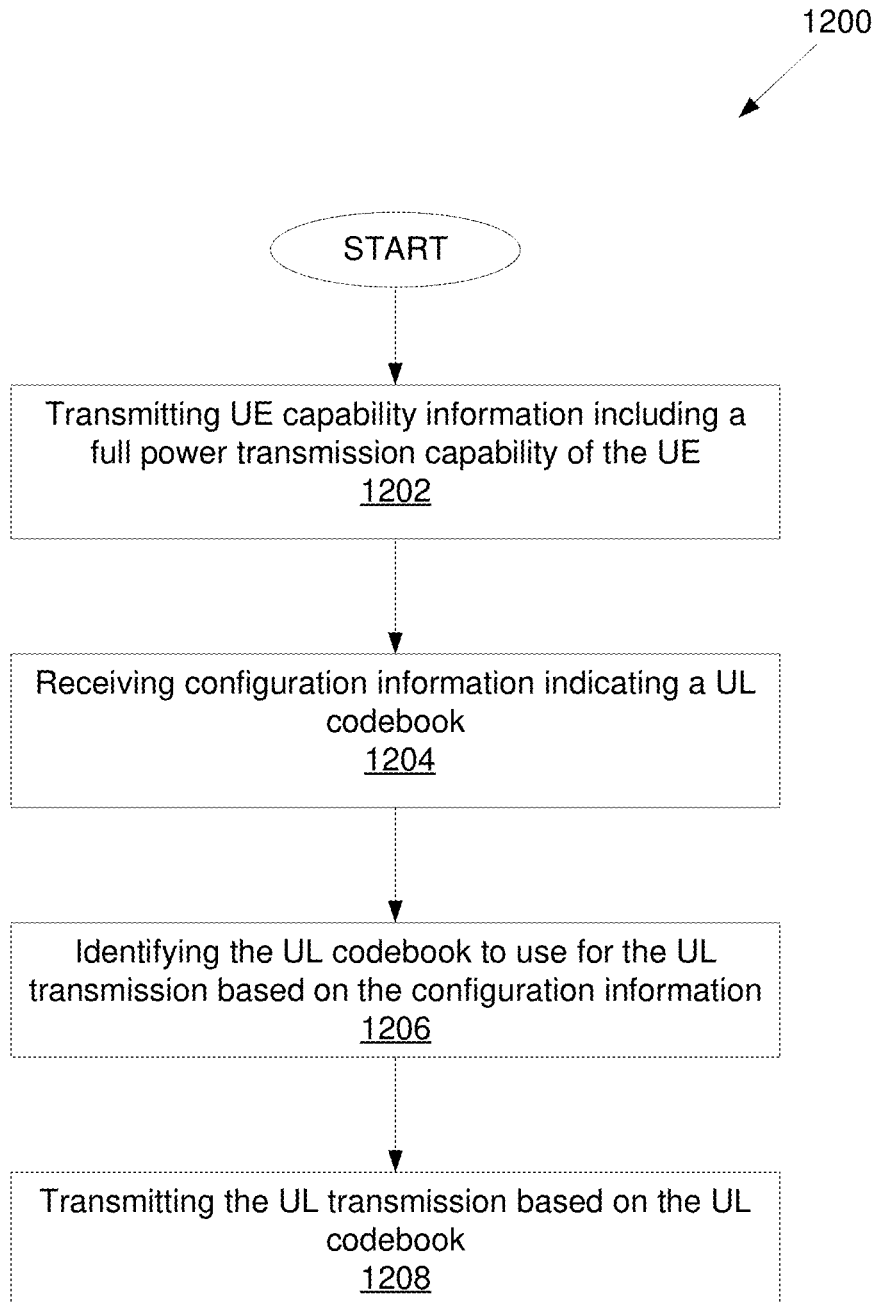 1200
START
Transmitting UE capability information including a
full power transmission capability of the UE
1202
Receiving configuration information indicating a UL
codebook
1204
Identifying the UL codebook to use for the UL
transmission based on the configuration information
1206
Transmitting the UL transmission based on the UL
codebook
1208